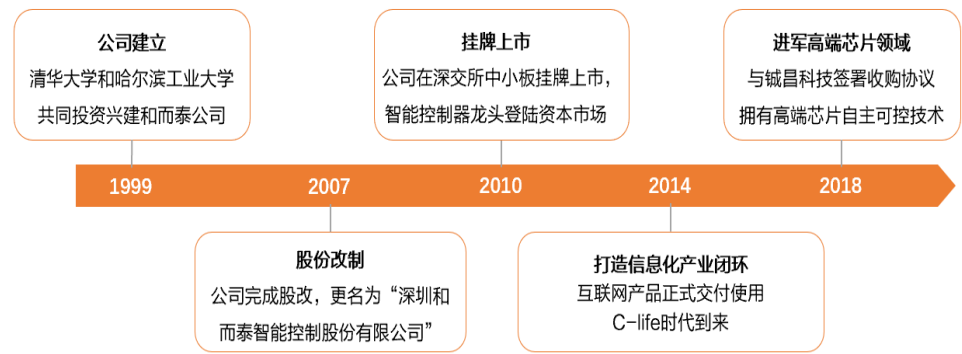 公司建立
清华大学和哈尔滨工业大学
共同投资兴建和而泰公司
挂牌上市
公司在深交所中小板挂牌上市，
智能控制器龙头登陆资本市场
进军高端芯片领域
与铖昌科技签署收购协议
拥有高端芯片自主可控技术
1999
2007
2010
2014
2018
股份改制
公司完成股改，更名为“深圳和
而泰智能控制股份有限公司”
打造信息化产业闭环
互联网产品正式交付使用
C-life时代到来